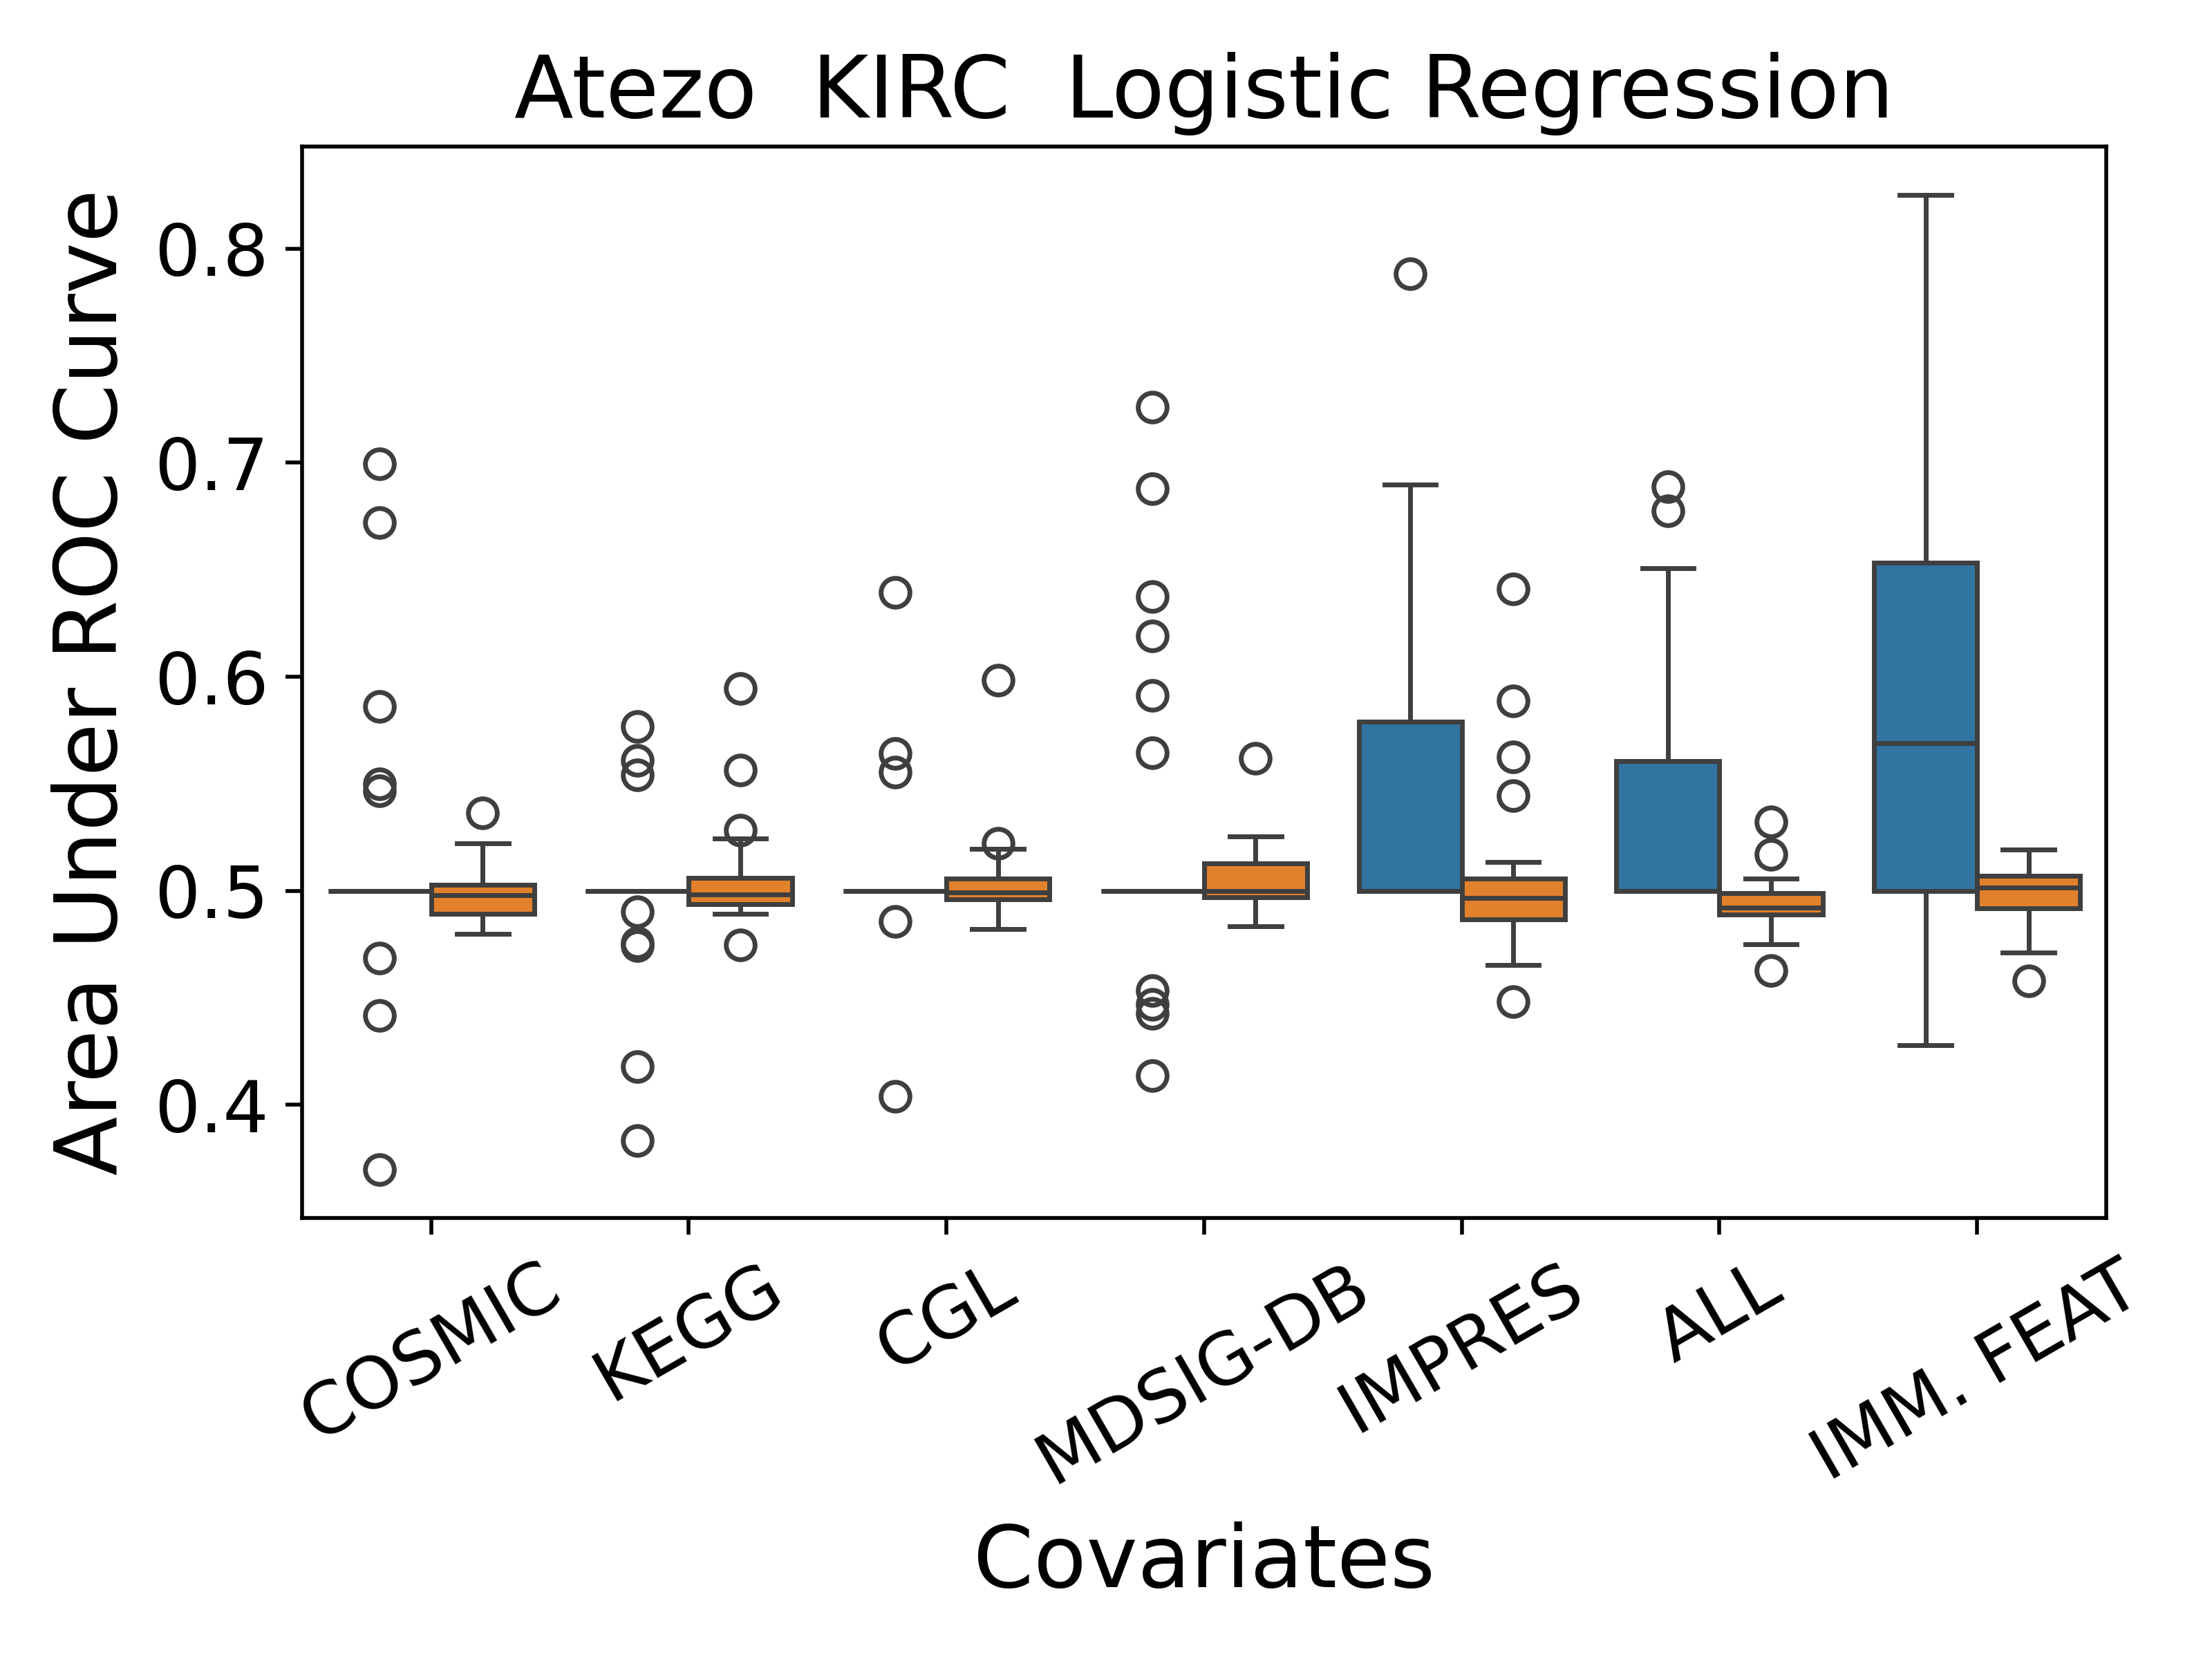 Atezo  KIRC  Logistic Regression
Area Under ROC Curve
0.8
0.7
0.6
0.5
0.4
COSMIC
KEGG
CGL
MDSIG-DB
IMPRES
ALL
IMM. FEAT
Covariates